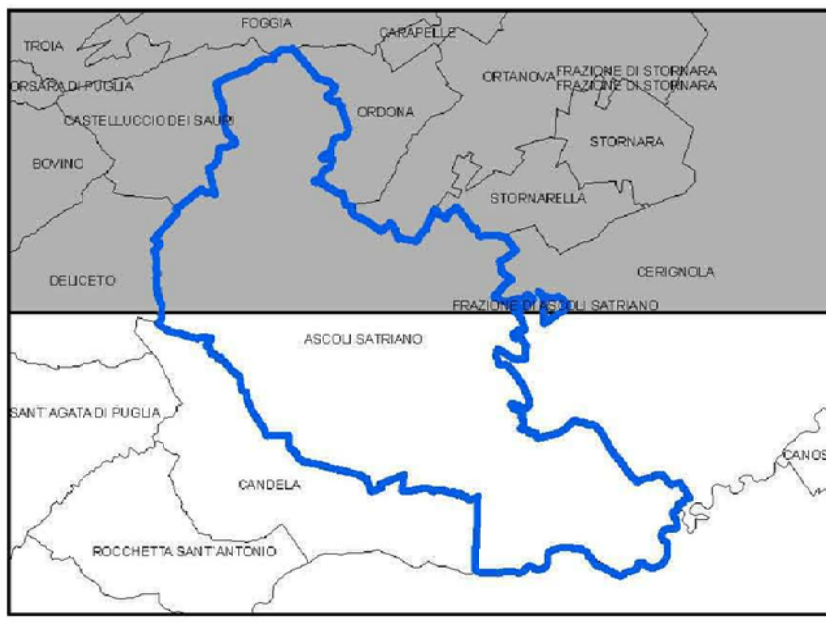 FOGGIA
TROIA
CARAPELLE
ORTANOVA
FRAZIONE DI STORNARA
FRAZIONE DI STORNARA
ORSARA DI PUGLIA
CASTELLUCCIO DEI SAURI
ORDONA
STORNARA
BOVINO
STORNARELLA
DELICETO
CERIGNOLA
FRAZIONE DI ASCOLI SATRIANO
ASCOLI SATRIANO
SANT'AGATA DI PUGLIA
CANOS
CANDELA
ROCCHETTA SANT'ANTONIO